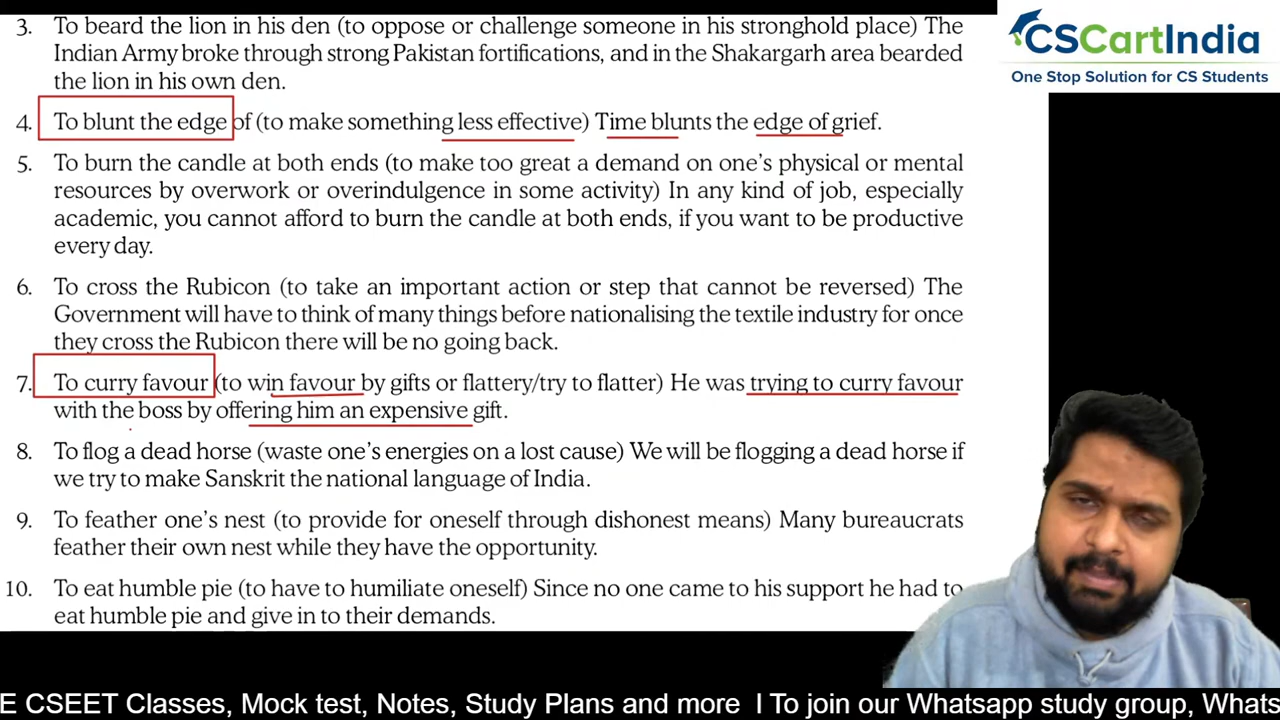 3. To beard the lion in his den (to oppose or challenge someone in his stronghold place) The
Indian Army broke through strong Pakistan fortifications, and in the Shakargarh area bearded
the lion in his own den.
4. To blunt the edge of (to make something less effective) Time blunts the edge of grief.
5. To burn the candle at both ends (to make too great a demand on one's physical or mental
resources by overwork or overindulgence in some activity) In any kind of job, especially
academic, you cannot afford to burn the candle at both ends, if you want to be productive
every day.
6. To cross the Rubicon (to take an important action or step that cannot be reversed) The
Government will have to think of many things before nationalising the textile industry for once
they cross the Rubicon there will be no going back.
7. To curry favour (to win favour by gifts or flattery/try to flatter) He was trying to curry favour
with the boss by offering him an expensive gift.
8. To flog a dead horse (waste one's energies on a lost cause) We will be flogging a dead horse if
we try to make Sanskrit the national language of India.
9. To feather one's nest (to provide for oneself through dishonest means) Many bureaucrats
feather their own nest while they have the opportunity.
10. To eat humble pie (to have to humiliate oneself) Since no one came to his support he had to
eat humble pie and give in to their demands.
CSCartIndia
One Stop Solution for CS Students
E CSEET Classes, Mock test, Notes, Study Plans and more I To join our Whatsapp study group, Whats